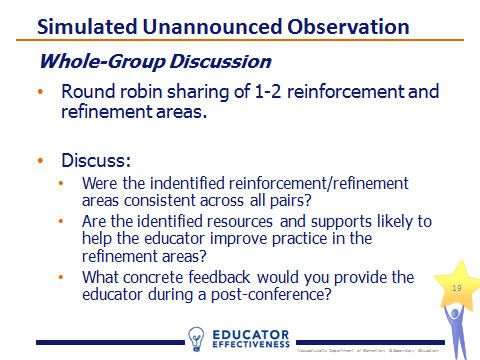 Simulated Unannounced Observation
Whole-Group Discussion
• Round robin sharing of 1-2 reinforcement and
refinement areas.
• Discuss:
• Were the indentified reinforcement/refinement
areas consistent across all pairs?
• Are the identified resources and supports likely to
help the educator improve practice in the
refinement areas?
• What concrete feedback would you provide the
educator during a post-conference?
19
EDUCATOR
EFFECTIVENESS
Massachusetts Department of Elementary & Secondary Education